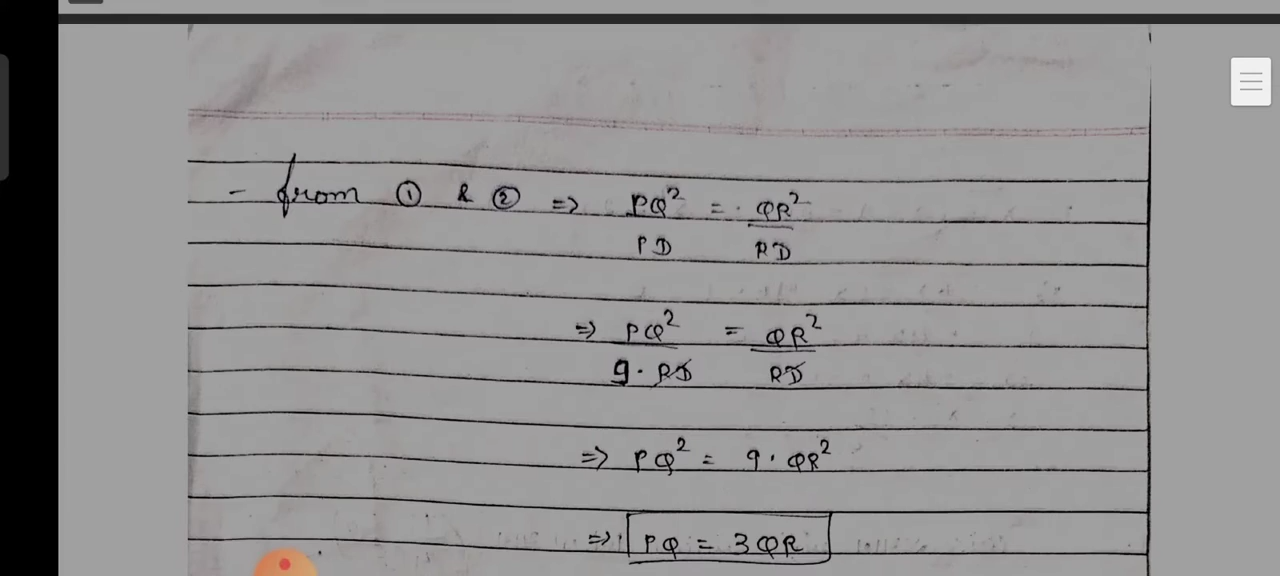 - from ① & ② => PQ² = QR²
PD RD
=> PQ² = QR²
9. RD RD
=> PQ² = 9. QR²
=> PQ = 3QR